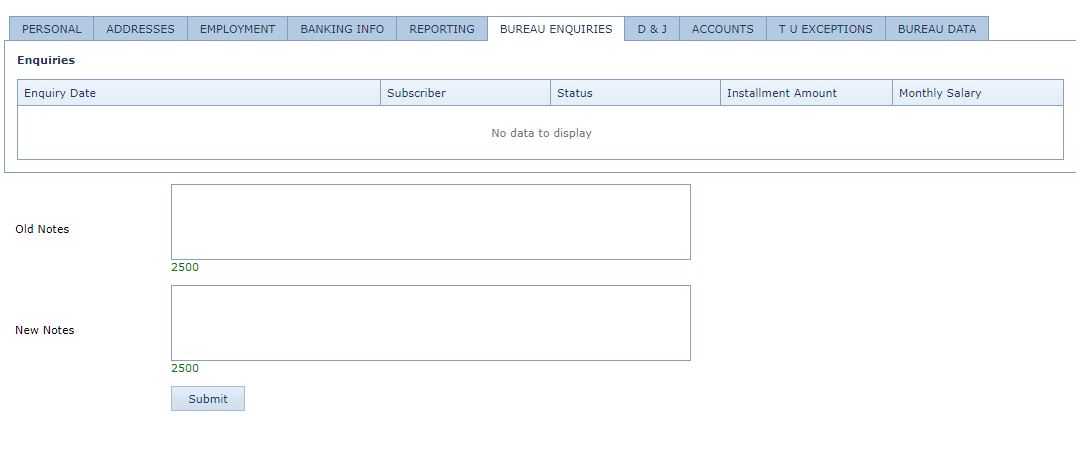 PERSONAL ADDRESSES EMPLOYMENT BANKING INFO REPORTING BUREAU ENQUIRIES D & J ACCOUNTS T U EXCEPTIONS BUREAU DATA
Enquiries
Enquiry Date Subscriber Status Installment Amount Monthly Salary
No data to display
Old Notes
2500
New Notes
2500
Submit